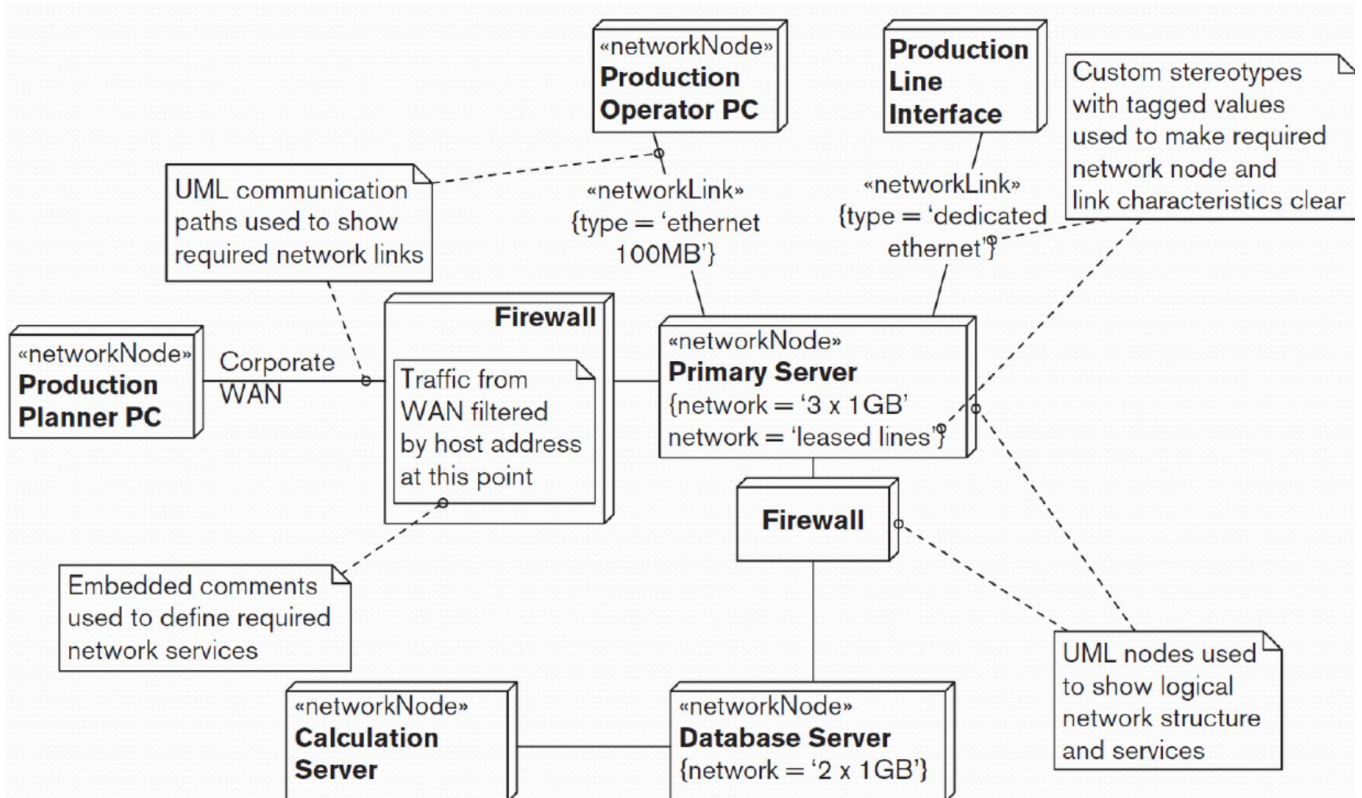 «networkNode»
Production
Operator PC
Production
Line
Interface
Custom stereotypes
with tagged values
used to make required
network node and
link characteristics clear
UML communication
paths used to show
required network links
«networkLink»
{type = ‘ethernet
100MB’}
«networkLink»
{type = ‘dedicated
ethernet’}
«networkNode»
Production
Planner PC
Corporate
WAN
Firewall
Traffic from
WAN filtered
by host address
at this point
«networkNode»
Primary Server
{network = ‘3 x 1GB’
network = ‘leased lines’}
Firewall
Embedded comments
used to define required
network services
UML nodes used
to show logical
network structure
and services
«networkNode»
Calculation
Server
«networkNode»
Database Server
{network = ‘2 x 1GB’}